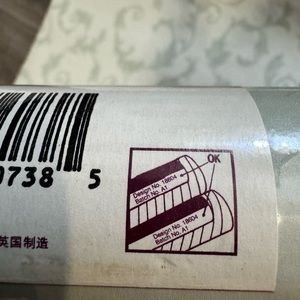 0738 5
OK
Design No. 18604
Batch No. A1
Design No. 18604
Batch No. A1
英国制造